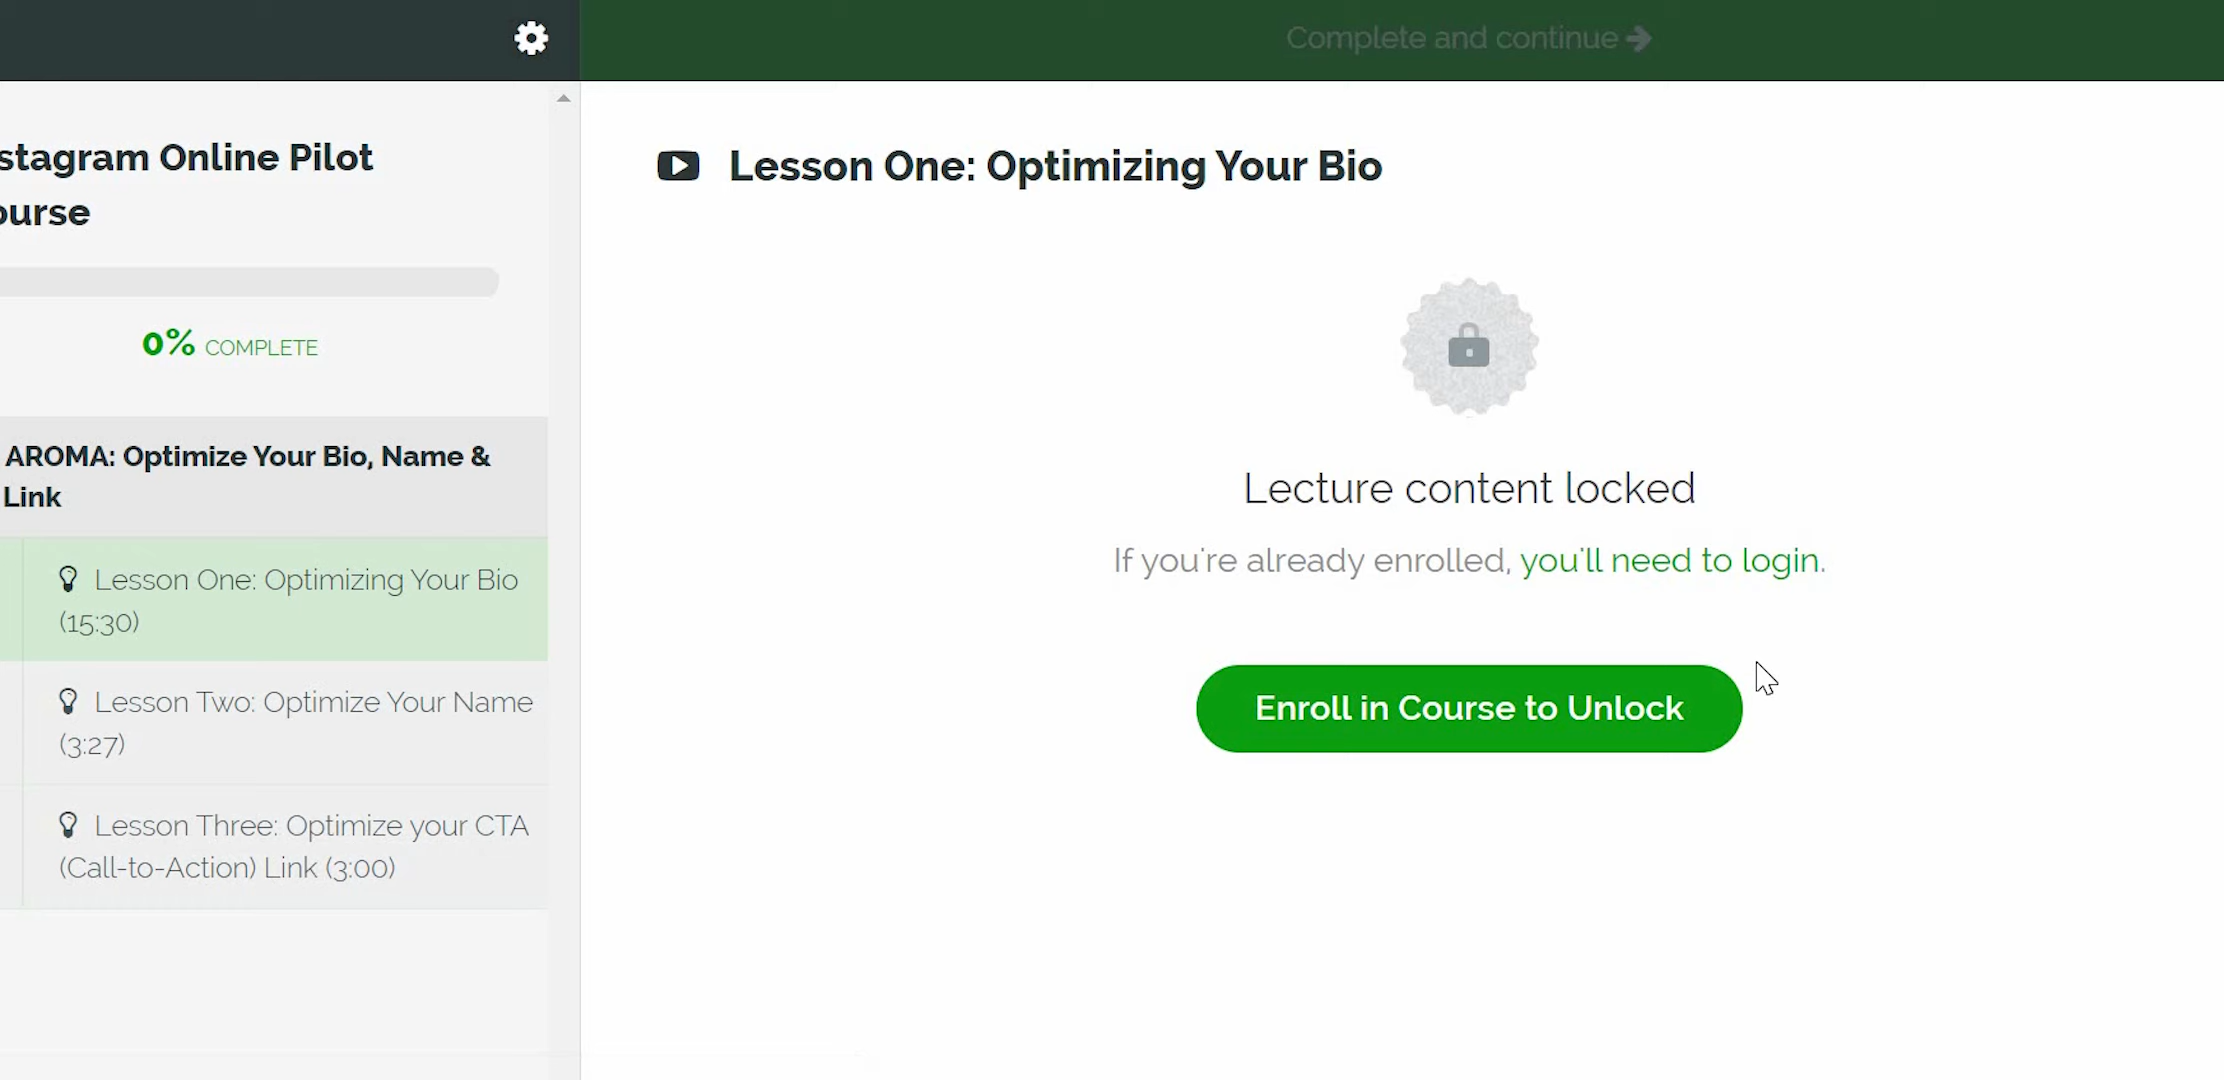 Complete and continue
stagram Online Pilot
ourse
0% COMPLETE
AROMA: Optimize Your Bio, Name &
Link
Lesson One: Optimizing Your Bio
(15:30)
Lesson Two: Optimize Your Name
(3:27)
Lesson Three: Optimize your CTA
(Call-to-Action) Link (3:00)
Lesson One: Optimizing Your Bio
Lecture content locked
If you're already enrolled, you'll need to login.
Enroll in Course to Unlock